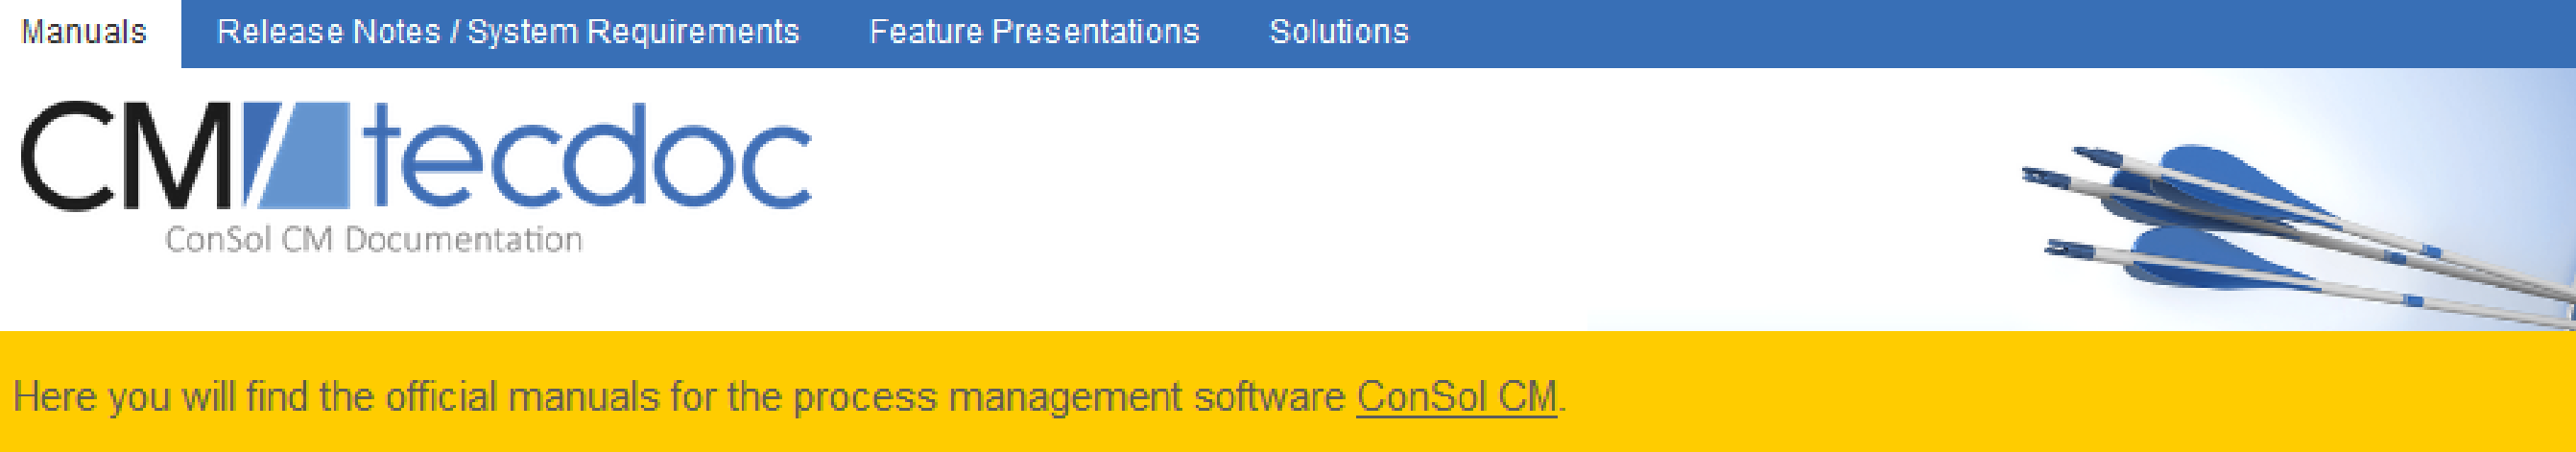 Manuals Release Notes / System Requirements Feature Presentations Solutions
CM tecdoc
ConSol CM Documentation
Here you will find the official manuals for the process management software ConSol CM.